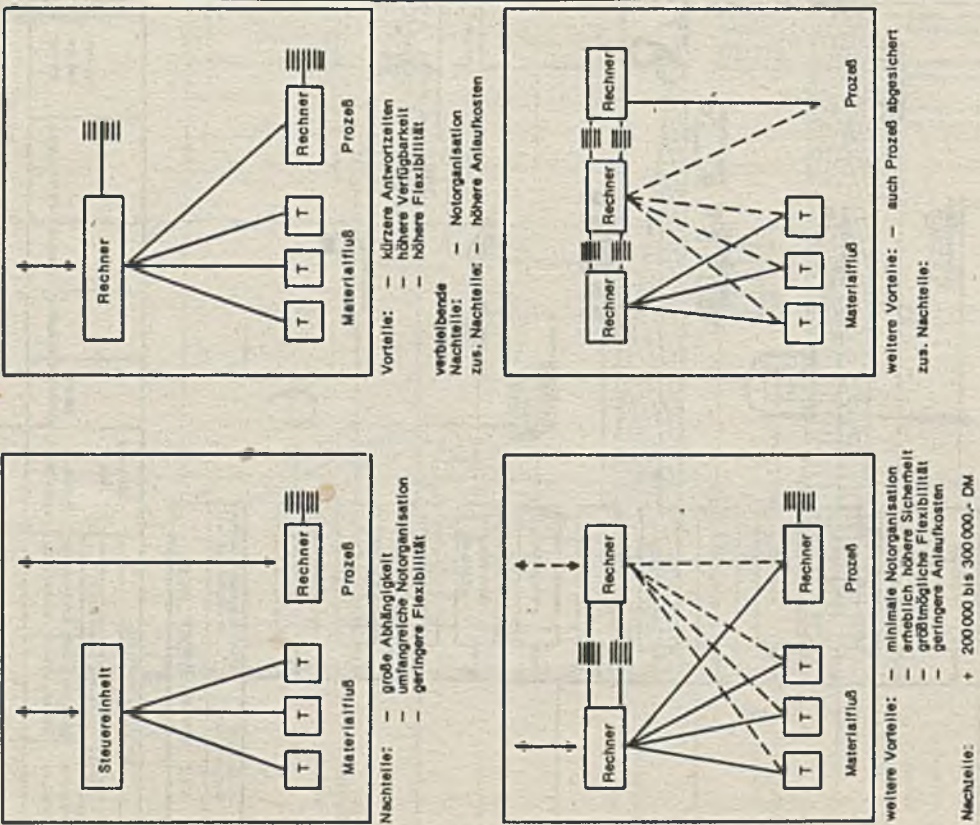 Steuereinheit
T T T Rechner
Materialfluß Prozeß
Nachteile: – große Abhängigkeit
– umfangreiche Notorganisation
– geringere Flexibilität
Rechner
T T T Rechner
Materialfluß Prozeß
Vorteile: – kürzere Antwortzeiten
– höhere Verfügbarkeit
– höhere Flexibilität
verbleibende
Nachteile: – Notorganisation
zus. Nachteile: – höhere Anlaufkosten
Rechner Rechner
T T T Rechner
Materialfluß Prozeß
weitere Vorteile: – minimale Notorganisation
– erheblich höhere Sicherheit
– größtmögliche Flexibilität
– geringere Anlaufkosten
Nachteile: + 200 000 bis 300 000,- DM
Rechner Rechner Rechner
T T T
Materialfluß Prozeß
weitere Vorteile: – auch Prozeß abgesichert
zus. Nachteile: